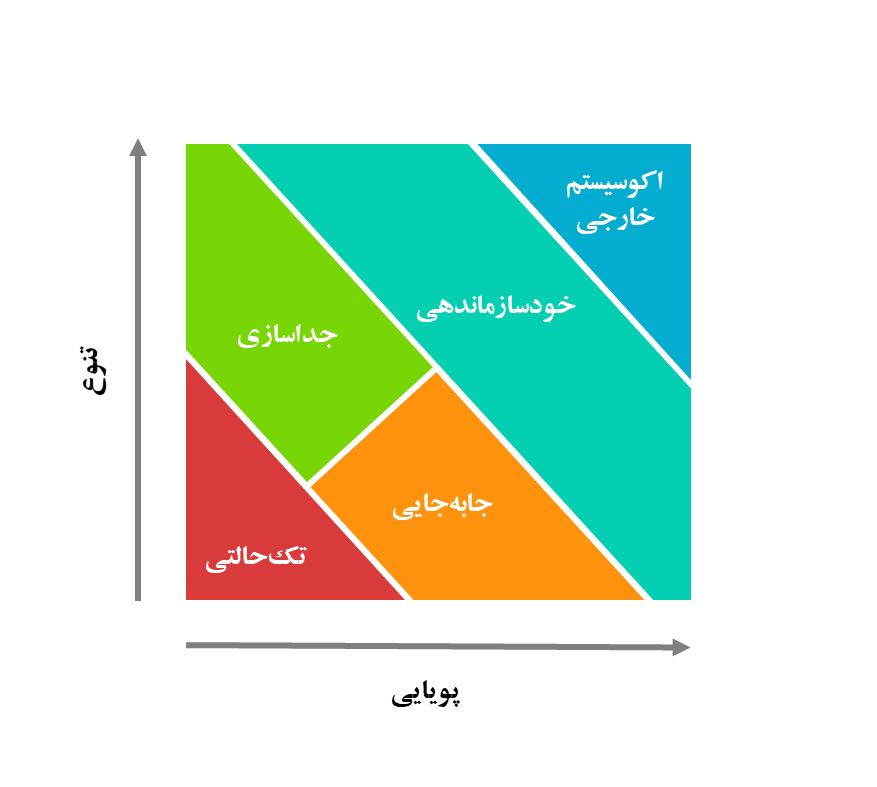 اکوسیستم
خارجی
خودسازماندهی
جداسازی
تنوع
جابه‌جایی
تک‌حالتی
پویایی